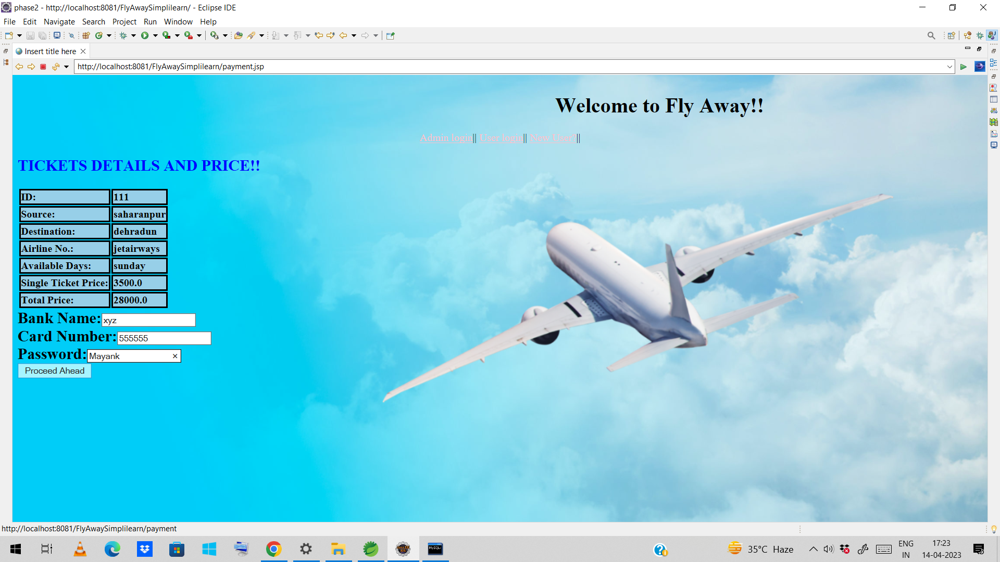 phase2 - http://localhost:8081/FlyAwaySimplilearn/ - Eclipse IDE
File Edit Navigate Search Project Run Window Help
Insert title here
http://localhost:8081/FlyAwaySimplilearn/payment.jsp
Welcome to Fly Away!!
Admin login|| User login|| New User?||
TICKETS DETAILS AND PRICE!!
ID: 111
Source: saharanpur
Destination: dehradun
Airline No.: jetairways
Available Days: sunday
Single Ticket Price: 3500.0
Total Price: 28000.0
Bank Name: xyz
Card Number: 555555
Password: Mayank
Proceed Ahead
http://localhost:8081/FlyAwaySimplilearn/payment
35°C Haze
ENG
IN
17:23
14-04-2023